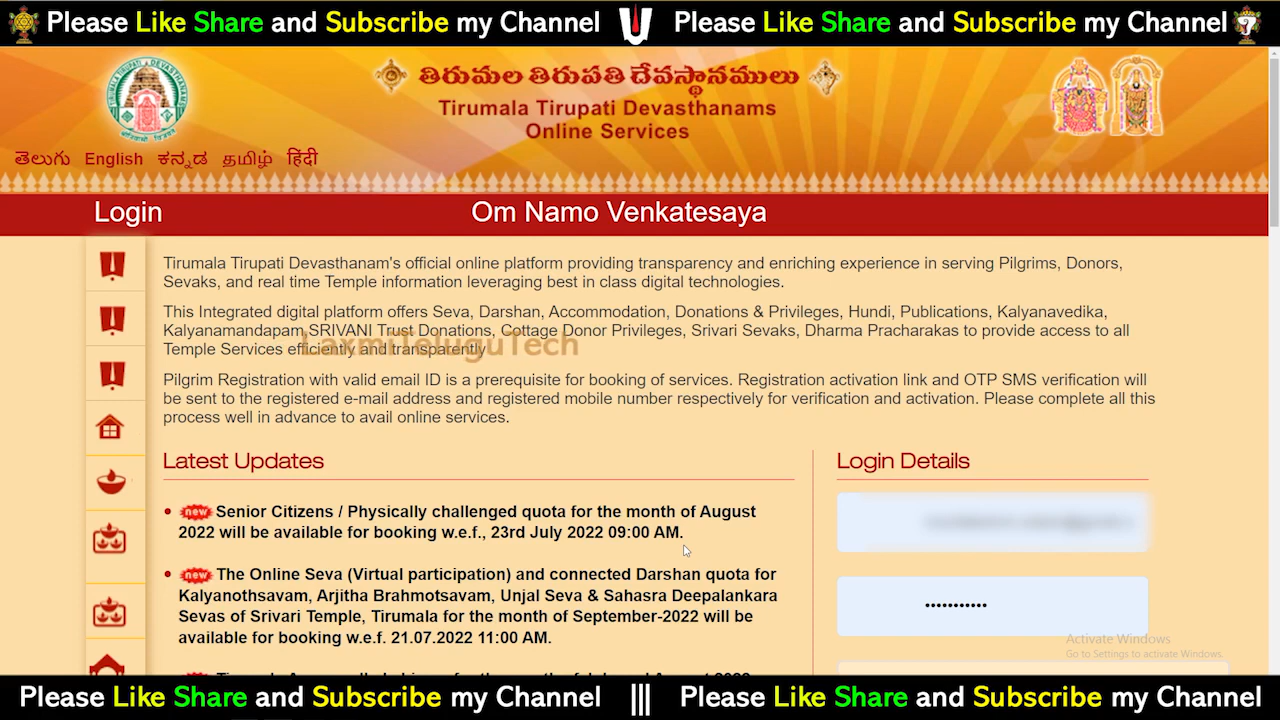 Please Like Share and Subscribe my Channel Please Like Share and Subscribe my Channel
తిరుమల తిరుపతి దేవస్థానములు
Tirumala Tirupati Devasthanams
Online Services
తెలుగు English ಕನ್ನಡ தமிழ் हिंदी
Login Om Namo Venkatesaya
Tirumala Tirupati Devasthanam's official online platform providing transparency and enriching experience in serving Pilgrims, Donors,
Sevaks, and real time Temple information leveraging best in class digital technologies.
This Integrated digital platform offers Seva, Darshan, Accommodation, Donations & Privileges, Hundi, Publications, Kalyanavedika,
Kalyanamandapam,SRIVANI Trust Donations, Cottage Donor Privileges, Srivari Sevaks, Dharma Pracharakas to provide access to all
Temple Services efficiently and transparently
LaxmiTeluguTech
Pilgrim Registration with valid email ID is a prerequisite for booking of services. Registration activation link and OTP SMS verification will
be sent to the registered e-mail address and registered mobile number respectively for verification and activation. Please complete all this
process well in advance to avail online services.
Latest Updates
new Senior Citizens / Physically challenged quota for the month of August
2022 will be available for booking w.e.f., 23rd July 2022 09:00 AM.
new The Online Seva (Virtual participation) and connected Darshan quota for
Kalyanothsavam, Arjitha Brahmotsavam, Unjal Seva & Sahasra Deepalankara
Sevas of Srivari Temple, Tirumala for the month of September-2022 will be
available for booking w.e.f. 21.07.2022 11:00 AM.
Login Details
Activate Windows
Go to Settings to activate Windows.
Please Like Share and Subscribe my Channel ||| Please Like Share and Subscribe my Channel